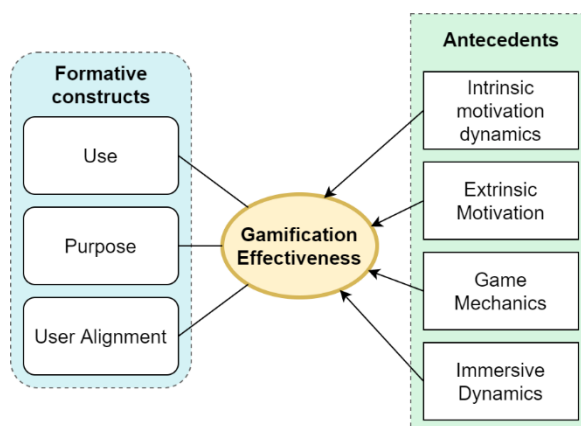 Formative
constructs
Use
Purpose
User Alignment
Gamification
Effectiveness
Antecedents
Intrinsic
motivation
dynamics
Extrinsic
Motivation
Game
Mechanics
Immersive
Dynamics